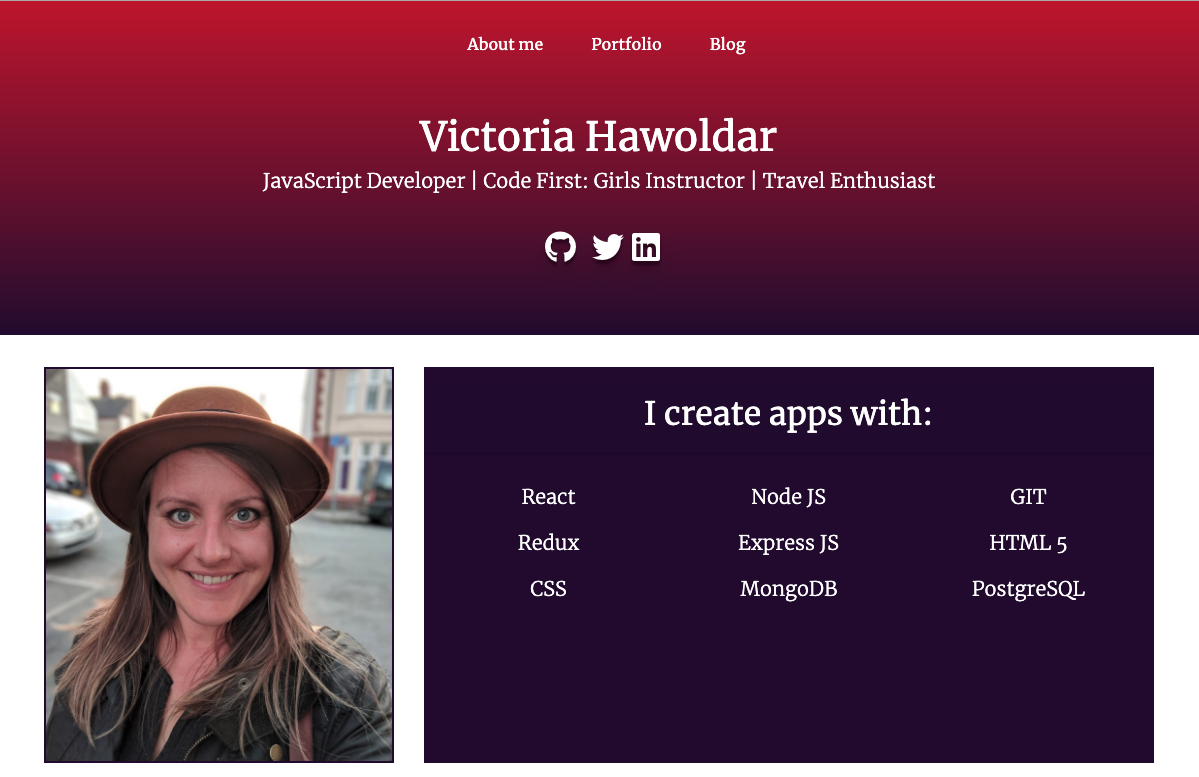 About me Portfolio Blog
Victoria Hawoldar
JavaScript Developer | Code First: Girls Instructor | Travel Enthusiast
in
I create apps with:
React Node JS GIT
Redux Express JS HTML 5
CSS MongoDB PostgreSQL